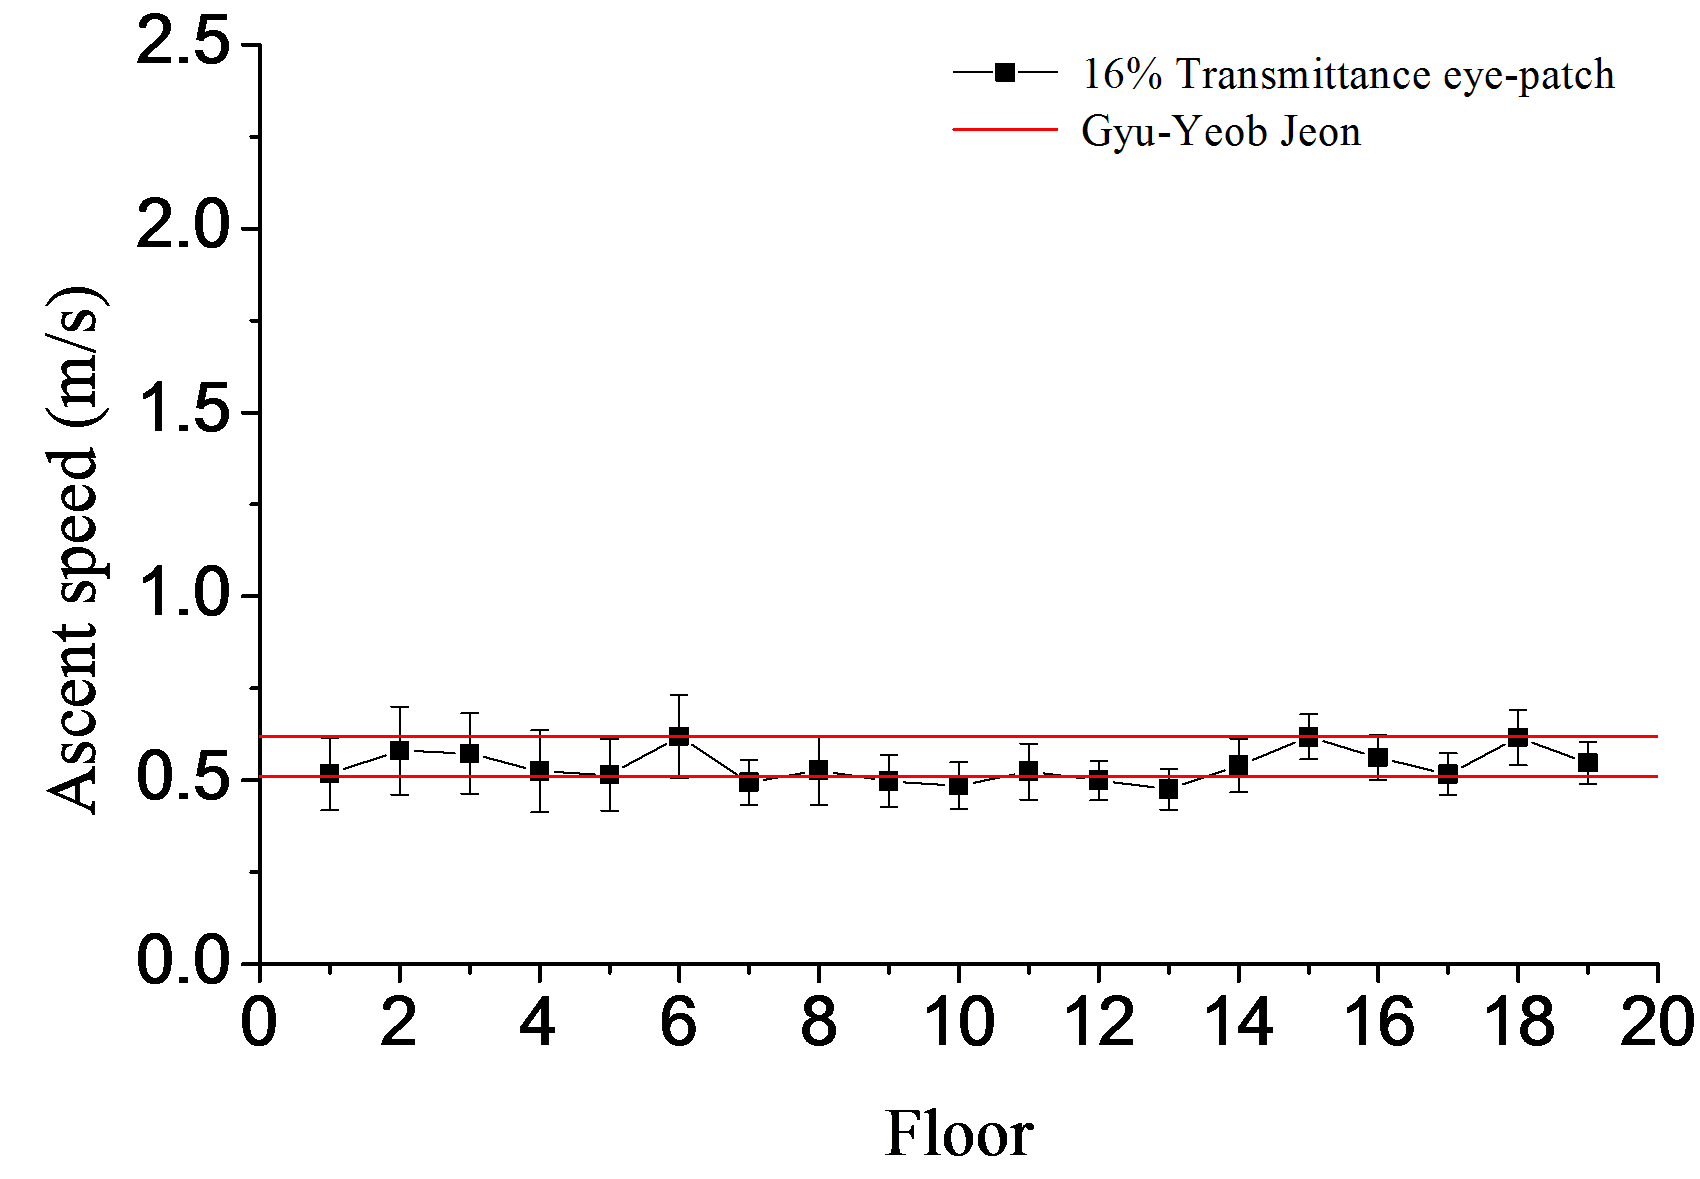 2.5
2.0
1.5
1.0
0.5
0.0
Ascent speed (m/s)
16% Transmittance eye-patch
Gyu-Yeob Jeon
0 2 4 6 8 10 12 14 16 18 20
Floor